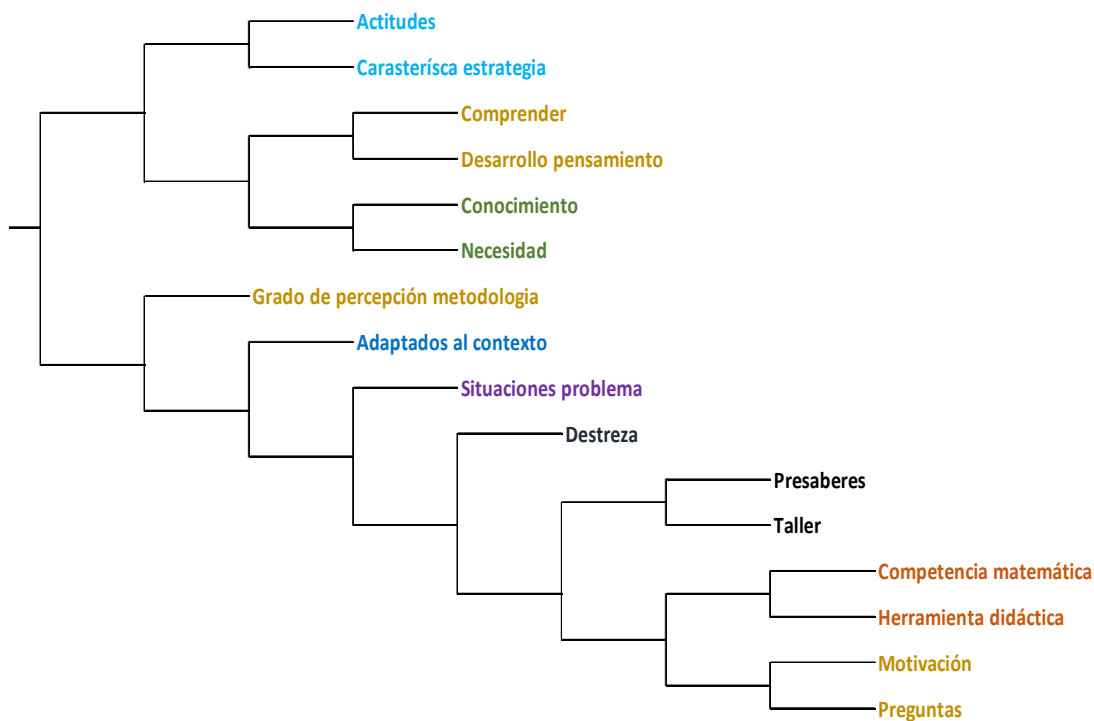 Actitudes
Carasterísca estrategia
Comprender
Desarrollo pensamiento
Conocimiento
Necesidad
Grado de percepción metodologia
Adaptados al contexto
Situaciones problema
Destreza
Presaberes
Taller
Competencia matemática
Herramienta didáctica
Motivación
Preguntas